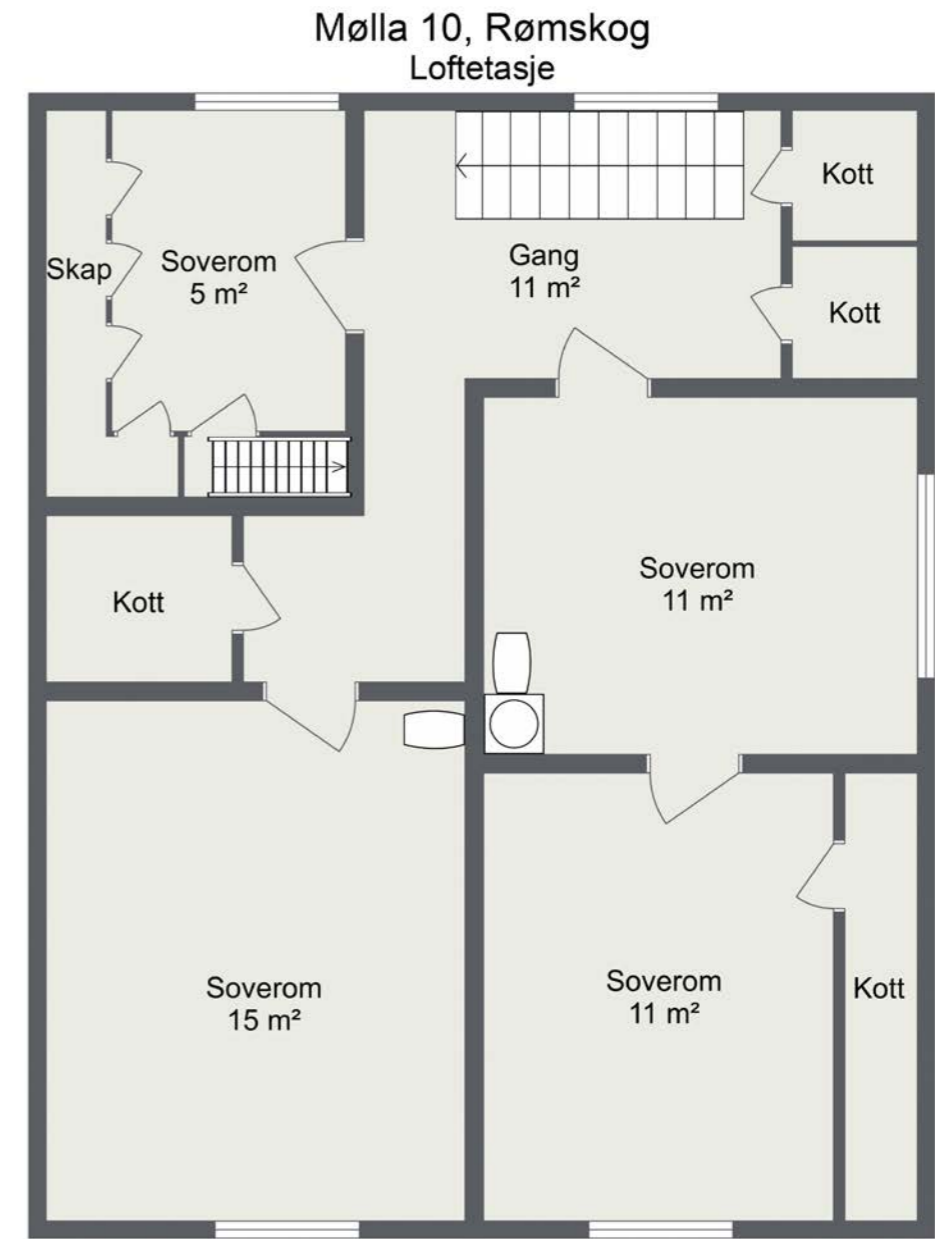 Mølla 10, Rømskog
Loftetasje
Kott
Skap
Soverom
5 m²
Gang
11 m²
Kott
Soverom
11 m²
Kott
Soverom
15 m²
Soverom
11 m²
Kott